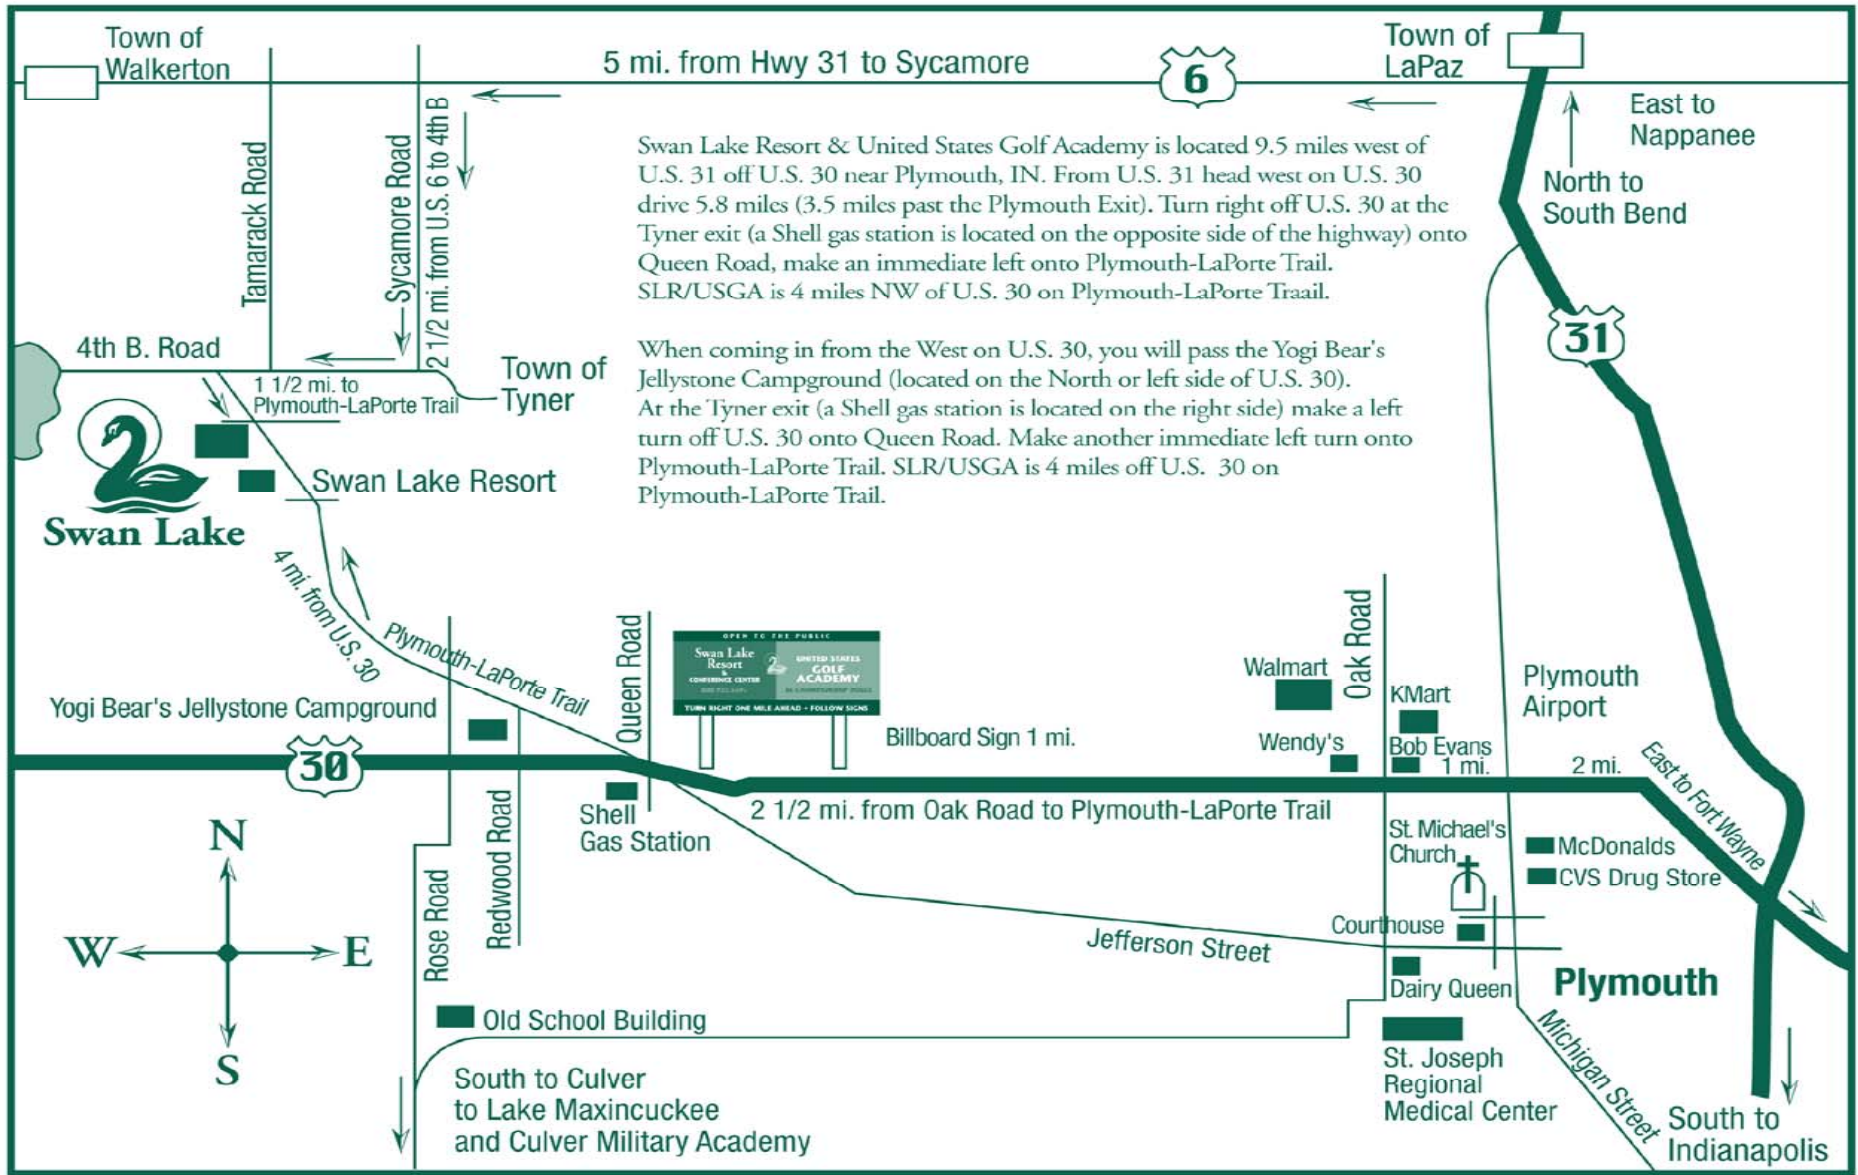 Town of
Walkerton
5 mi. from Hwy 31 to Sycamore
6
Town of
LaPaz
East to
Nappanee
North to
South Bend
Tamarack Road
Sycamore Road
2 1/2 mi. from U.S. 6 to 4th B
Swan Lake Resort & United States Golf Academy is located 9.5 miles west of
U.S. 31 off U.S. 30 near Plymouth, IN. From U.S. 31 head west on U.S. 30
drive 5.8 miles (3.5 miles past the Plymouth Exit). Turn right off U.S. 30 at the
Tyner exit (a Shell gas station is located on the opposite side of the highway) onto
Queen Road, make an immediate left onto Plymouth-LaPorte Trail.
SLR/USGA is 4 miles NW of U.S. 30 on Plymouth-LaPorte Traail.
When coming in from the West on U.S. 30, you will pass the Yogi Bear's
Jellystone Campground (located on the North or left side of U.S. 30).
At the Tyner exit (a Shell gas station is located on the right side) make a left
turn off U.S. 30 onto Queen Road. Make another immediate left turn onto
Plymouth-LaPorte Trail. SLR/USGA is 4 miles off U.S. 30 on
Plymouth-LaPorte Trail.
31
4th B. Road
1 1/2 mi. to
Plymouth-LaPorte Trail
Town of
Tyner
Swan Lake Resort
Swan Lake
4 mi. from U.S. 30
Plymouth-LaPorte Trail
Queen Road
OPEN TO THE PUBLIC
Swan Lake
Resort
&
CONFERENCE CENTER
UNITED STATES
GOLF
ACADEMY
TURN RIGHT ONE MILE AHEAD • FOLLOW SIGNS
Billboard Sign 1 mi.
Yogi Bear's Jellystone Campground
30
Walmart
Oak Road
KMart
Wendy's
Bob Evans
1 mi.
Plymouth
Airport
2 mi.
East to Fort Wayne
Shell
Gas Station
2 1/2 mi. from Oak Road to Plymouth-LaPorte Trail
Redwood Road
Rose Road
St. Michael's
Church
McDonalds
CVS Drug Store
Courthouse
Jefferson Street
Dairy Queen
Plymouth
N
W
E
S
Old School Building
St. Joseph
Regional
Medical Center
Michigan Street
South to Culver
to Lake Maxincuckee
and Culver Military Academy
South to
Indianapolis